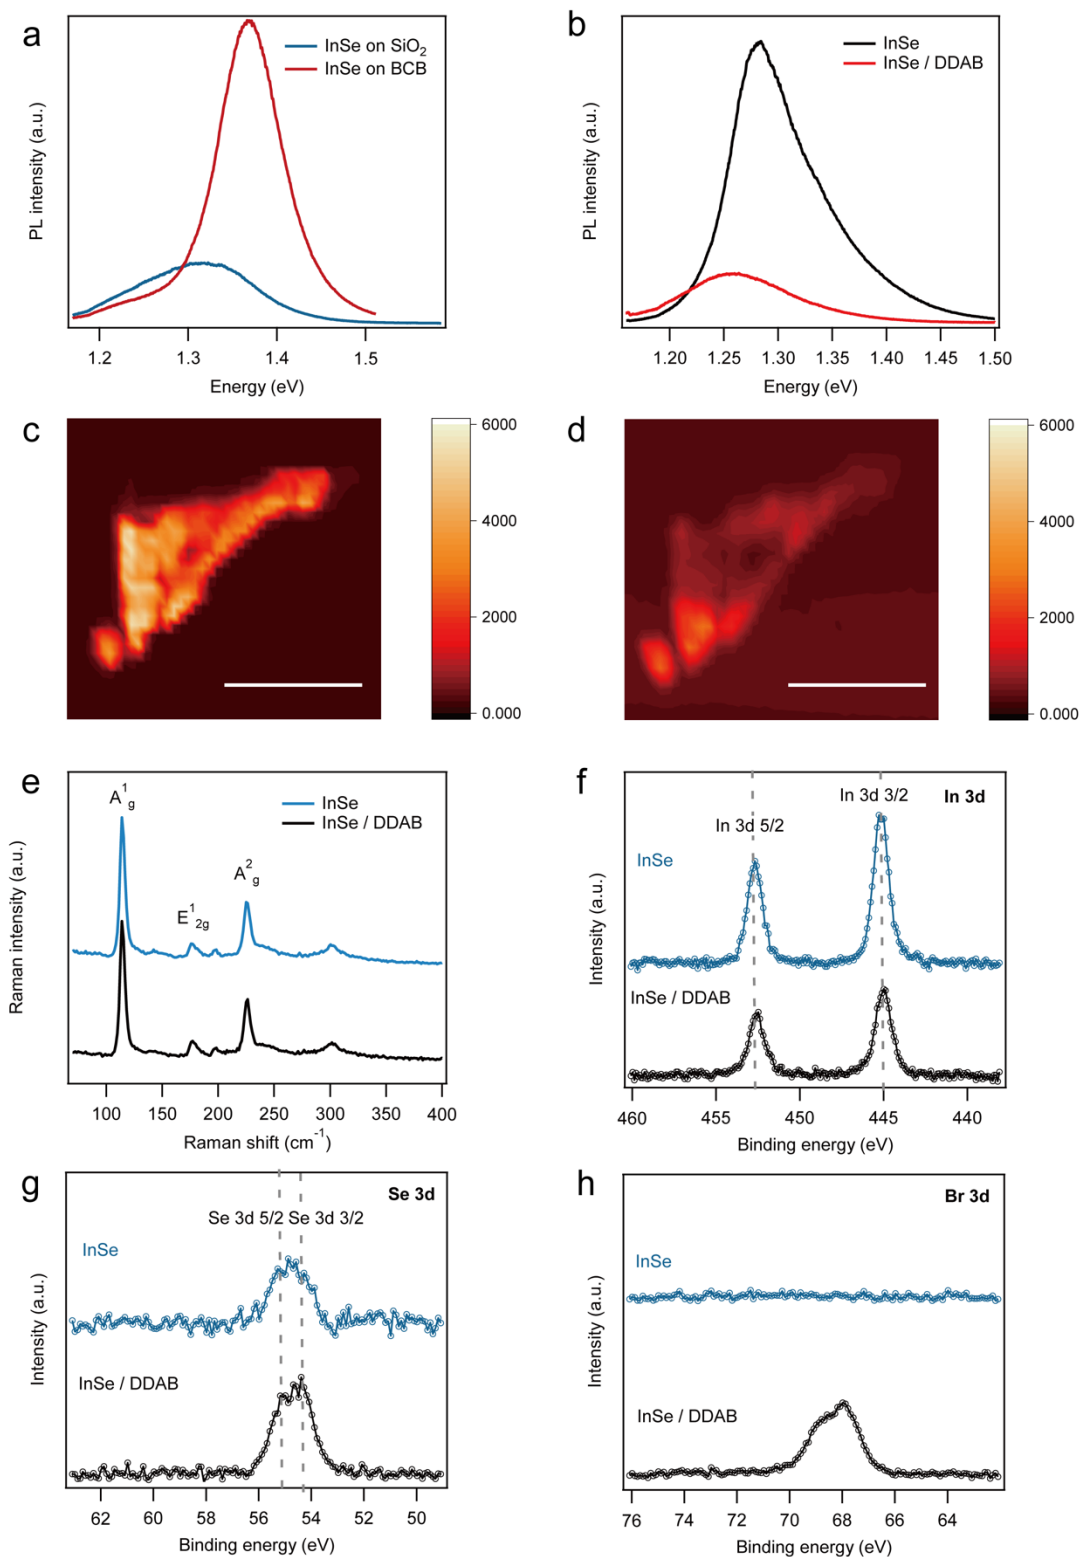 a
InSe on SiO₂
InSe on BCB
PL intensity (a.u.)
1.2 1.3 1.4 1.5
Energy (eV)
b
InSe
InSe / DDAB
PL intensity (a.u.)
1.20 1.25 1.30 1.35 1.40 1.45 1.50
Energy (eV)
c
6000
4000
2000
0.000
d
6000
4000
2000
0.000
e
A¹g
E¹2g
A²g
InSe
InSe / DDAB
Raman intensity (a.u.)
100 150 200 250 300 350 400
Raman shift (cm⁻¹)
f
In 3d 5/2
In 3d 3/2
In 3d
InSe
InSe / DDAB
Intensity (a.u.)
460 455 450 445 440
Binding energy (eV)
g
Se 3d
Se 3d 5/2 Se 3d 3/2
InSe
InSe / DDAB
Intensity (a.u.)
62 60 58 56 54 52 50
Binding energy (eV)
h
Br 3d
InSe
InSe / DDAB
Intensity (a.u.)
76 74 72 70 68 66 64
Binding energy (eV)